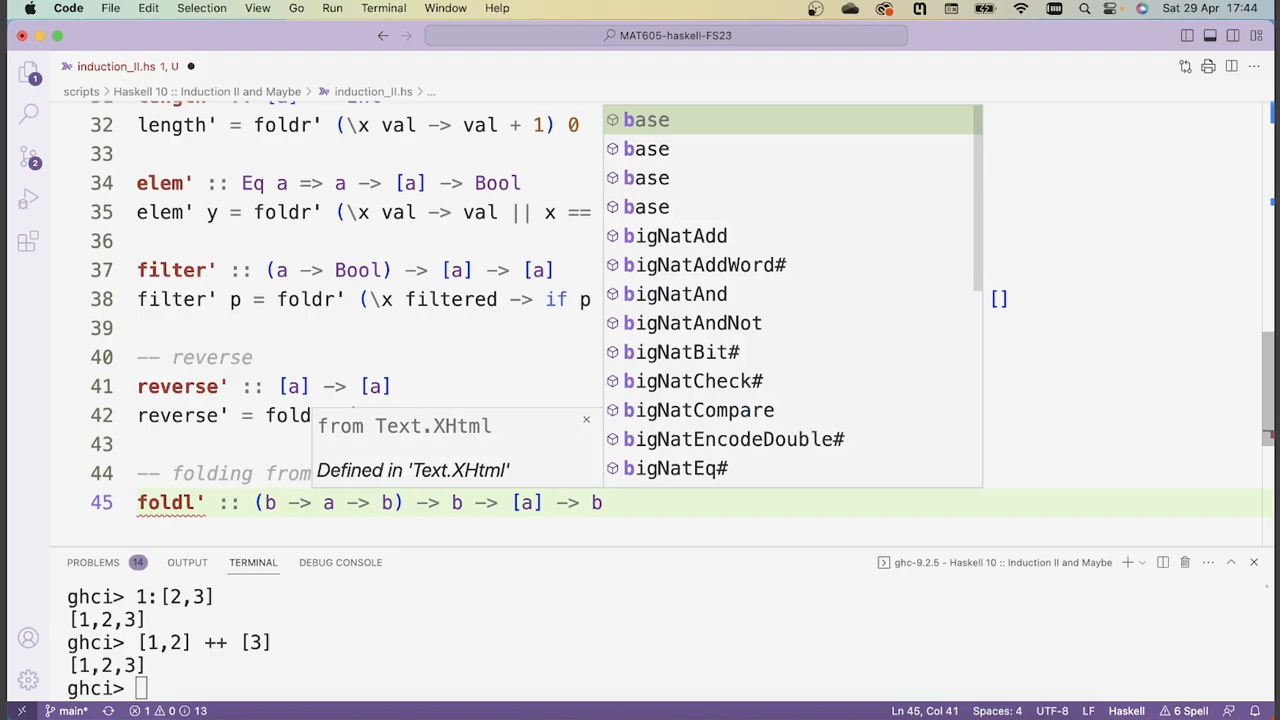 Code File Edit Selection View Go Run Terminal Window Help Sat 29 Apr 17:44
MAT605-haskell-FS23
induction_II.hs 1, U
scripts > Haskell 10 :: Induction II and Maybe > induction_II.hs > ...
32 length' = foldr' (\x val -> val + 1) 0
33
34 elem' :: Eq a => a -> [a] -> Bool
35 elem' y = foldr' (\x val -> val || x ==
36
37 filter' :: (a -> Bool) -> [a] -> [a]
38 filter' p = foldr' (\x filtered -> if p []
39
40 -- reverse
41 reverse' :: [a] -> [a]
42 reverse' = fold
43
44 -- folding from
45 foldl' :: (b -> a -> b) -> b -> [a] -> b
base
base
base
base
bigNatAdd
bigNatAddWord#
bigNatAnd
bigNatAndNot
bigNatBit#
bigNatCheck#
bigNatCompare
bigNatEncodeDouble#
bigNatEq#
from Text.XHtml
Defined in 'Text.XHtml'
PROBLEMS 14 OUTPUT TERMINAL DEBUG CONSOLE ghc-9.2.5 - Haskell 10 :: Induction II and Maybe
ghci> 1:[2,3]
[1,2,3]
ghci> [1,2] ++ [3]
[1,2,3]
ghci>
main* 1 0 13 Ln 45, Col 41 Spaces: 4 UTF-8 LF Haskell 6 Spell